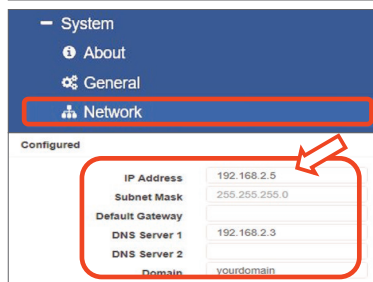 − System
About
General
Network
Configured
IP Address 192.168.2.5
Subnet Mask 255.255.255.0
Default Gateway
DNS Server 1 192.168.2.3
DNS Server 2
Domain yourdomain